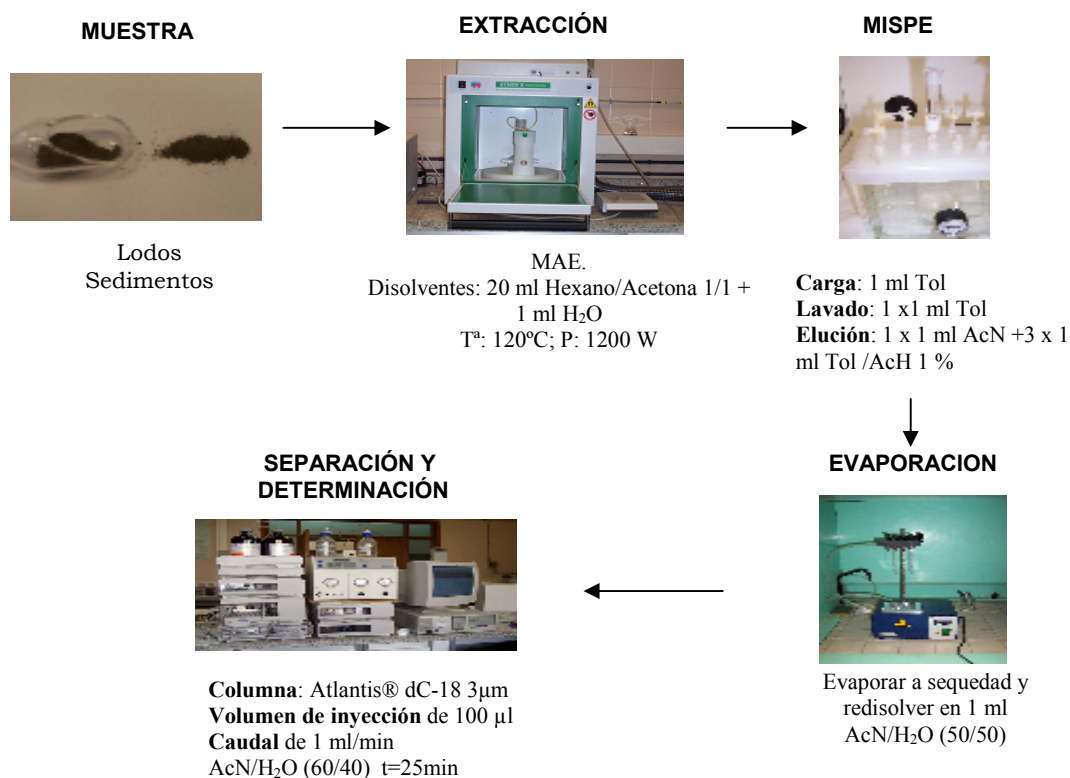 MUESTRA
Lodos
Sedimentos
EXTRACCIÓN
MAE.
Disolventes: 20 ml Hexano/Acetona 1/1 +
1 ml H₂O
Tª: 120ºC; P: 1200 W
MISPE
Carga: 1 ml Tol
Lavado: 1 x1 ml Tol
Elución: 1 x 1 ml AcN +3 x 1
ml Tol /AcH 1 %
EVAPORACION
Evaporar a sequedad y
redisolver en 1 ml
AcN/H₂O (50/50)
SEPARACIÓN Y
DETERMINACIÓN
Columna: Atlantis® dC-18 3μm
Volumen de inyección de 100 μl
Caudal de 1 ml/min
AcN/H₂O (60/40) t=25min